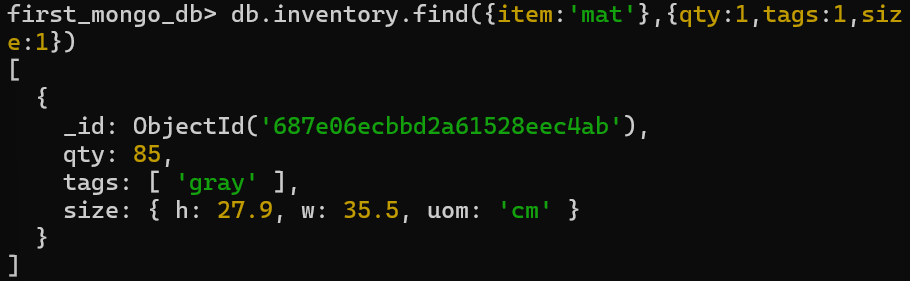 first_mongo_db> db.inventory.find({item:'mat'},{qty:1,tags:1,siz
e:1})
[
  {
    _id: ObjectId('687e06ecbbd2a61528eec4ab'),
    qty: 85,
    tags: [ 'gray' ],
    size: { h: 27.9, w: 35.5, uom: 'cm' }
  }
]